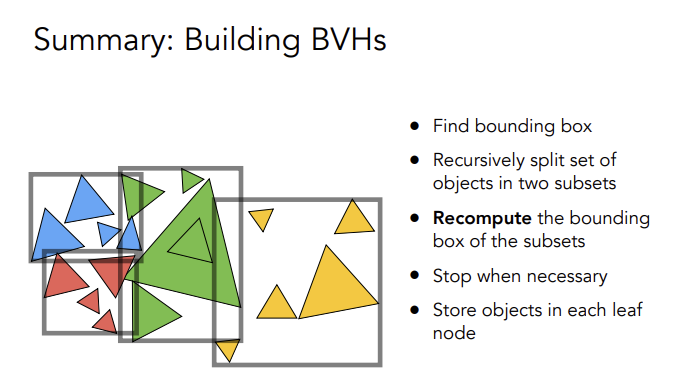 Summary: Building BVHs
● Find bounding box
● Recursively split set of
objects in two subsets
● Recompute the bounding
box of the subsets
● Stop when necessary
● Store objects in each leaf
node